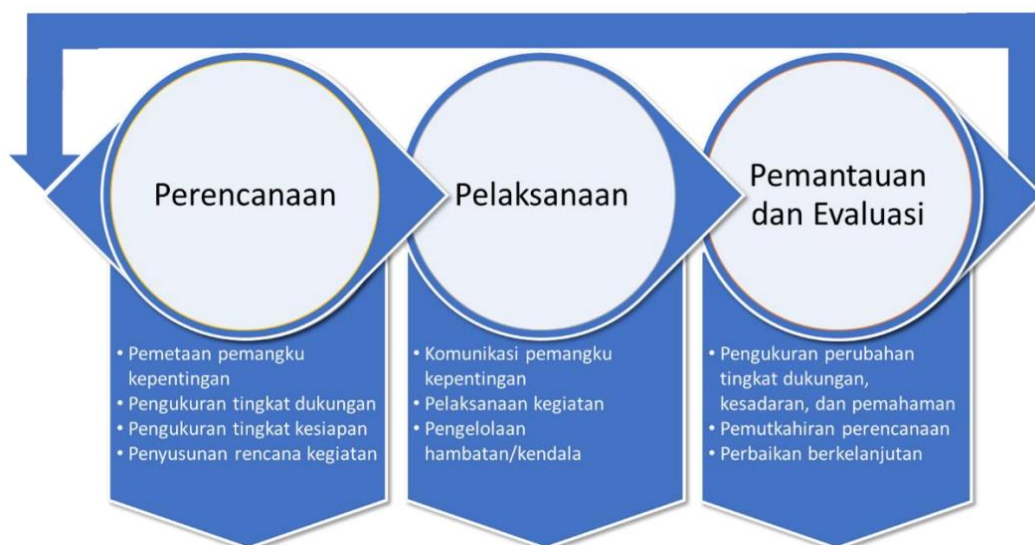 Perencanaan
• Pemetaan pemangku
kepentingan
• Pengukuran tingkat dukungan
• Pengukuran tingkat kesiapan
• Penyusunan rencana kegiatan
Pelaksanaan
• Komunikasi pemangku
kepentingan
• Pelaksanaan kegiatan
• Pengelolaan
hambatan/kendala
Pemantauan
dan Evaluasi
• Pengukuran perubahan
tingkat dukungan,
kesadaran, dan pemahaman
• Pemutkahiran perencanaan
• Perbaikan berkelanjutan